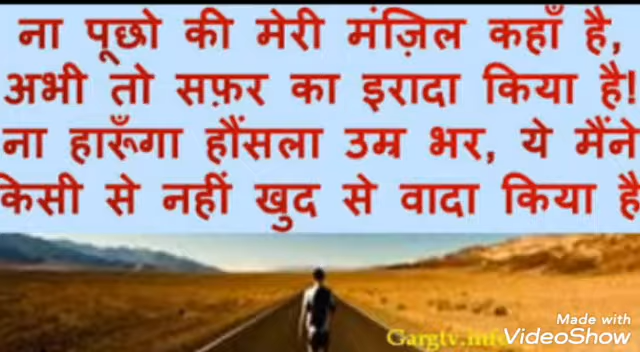 ना पूछो की मेरी मंज़िल कहाँ है,
अभी तो सफ़र का इरादा किया है!
ना हारूँगा हौंसला उम्र भर, ये मैंने
किसी से नहीं खुद से वादा किया है
Made with
Gargtv.info VideoShow